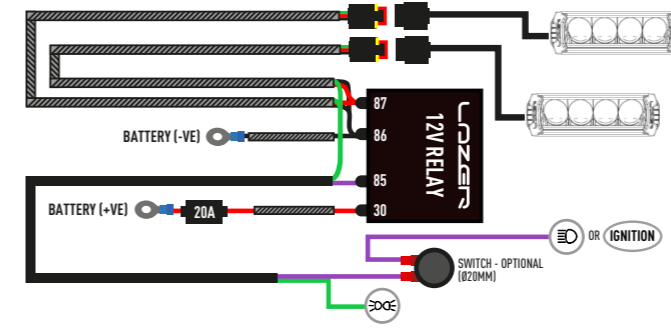 87
86
85
30
LAZER
12V RELAY
BATTERY (-VE)
BATTERY (+VE)
20A
OR IGNITION
SWITCH - OPTIONAL
(Ø20MM)